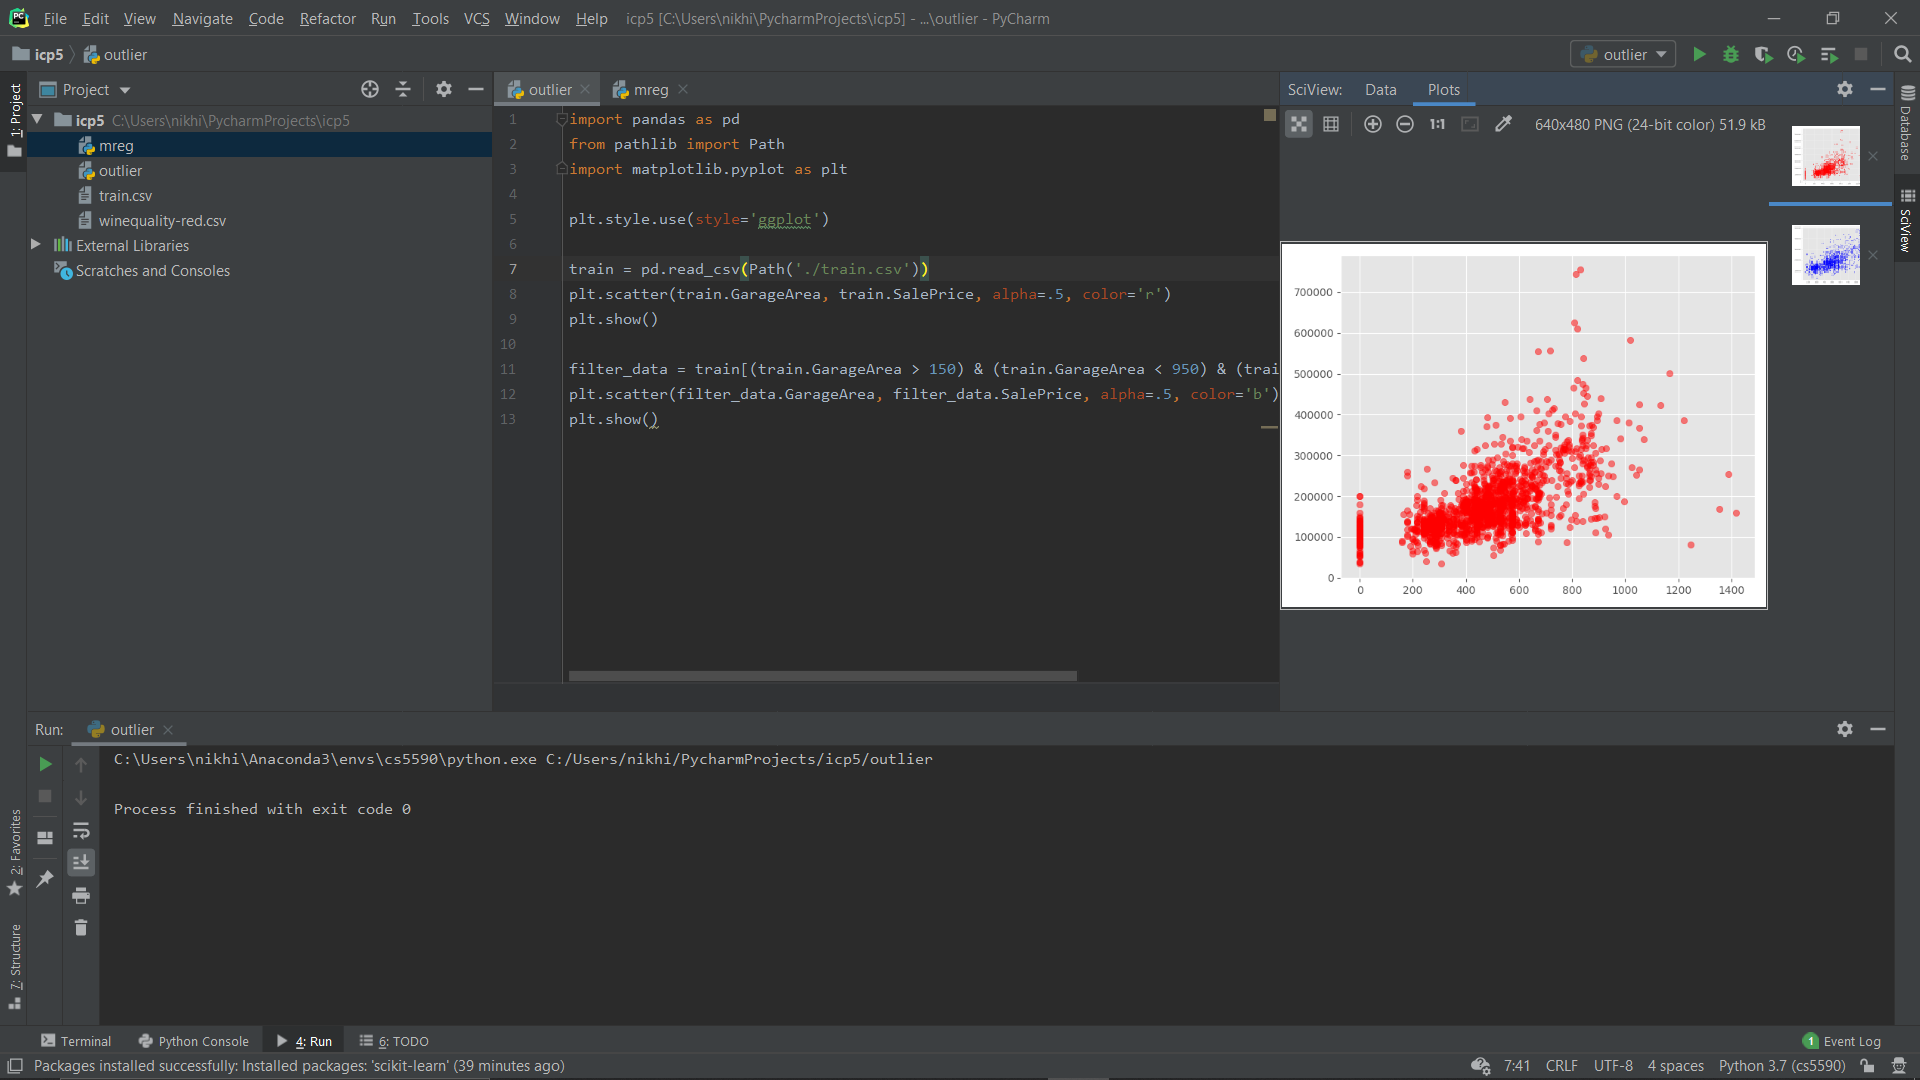 File Edit View Navigate Code Refactor Run Tools VCS Window Help icp5 [C:\Users\nikhi\PycharmProjects\icp5] - ...\outlier - PyCharm
icp5 outlier
outlier
1: Project
Project
icp5 C:\Users\nikhi\PycharmProjects\icp5
mreg
outlier
train.csv
winequality-red.csv
External Libraries
Scratches and Consoles
outlier mreg
1 import pandas as pd
2 from pathlib import Path
3 import matplotlib.pyplot as plt
4
5 plt.style.use(style='ggplot')
6
7 train = pd.read_csv(Path('./train.csv'))
8 plt.scatter(train.GarageArea, train.SalePrice, alpha=.5, color='r')
9 plt.show()
10
11 filter_data = train[(train.GarageArea > 150) & (train.GarageArea < 950) & (trai
12 plt.scatter(filter_data.GarageArea, filter_data.SalePrice, alpha=.5, color='b')
13 plt.show()
SciView: Data Plots
1:1 640x480 PNG (24-bit color) 51.9 kB
700000
600000
500000
400000
300000
200000
100000
0
0 200 400 600 800 1000 1200 1400
Database
SciView
Run: outlier
C:\Users\nikhi\Anaconda3\envs\cs5590\python.exe C:/Users/nikhi/PycharmProjects/icp5/outlier
Process finished with exit code 0
2: Favorites
7: Structure
Terminal Python Console 4: Run 6: TODO 1 Event Log
Packages installed successfully: Installed packages: 'scikit-learn' (39 minutes ago) 7:41 CRLF UTF-8 4 spaces Python 3.7 (cs5590)